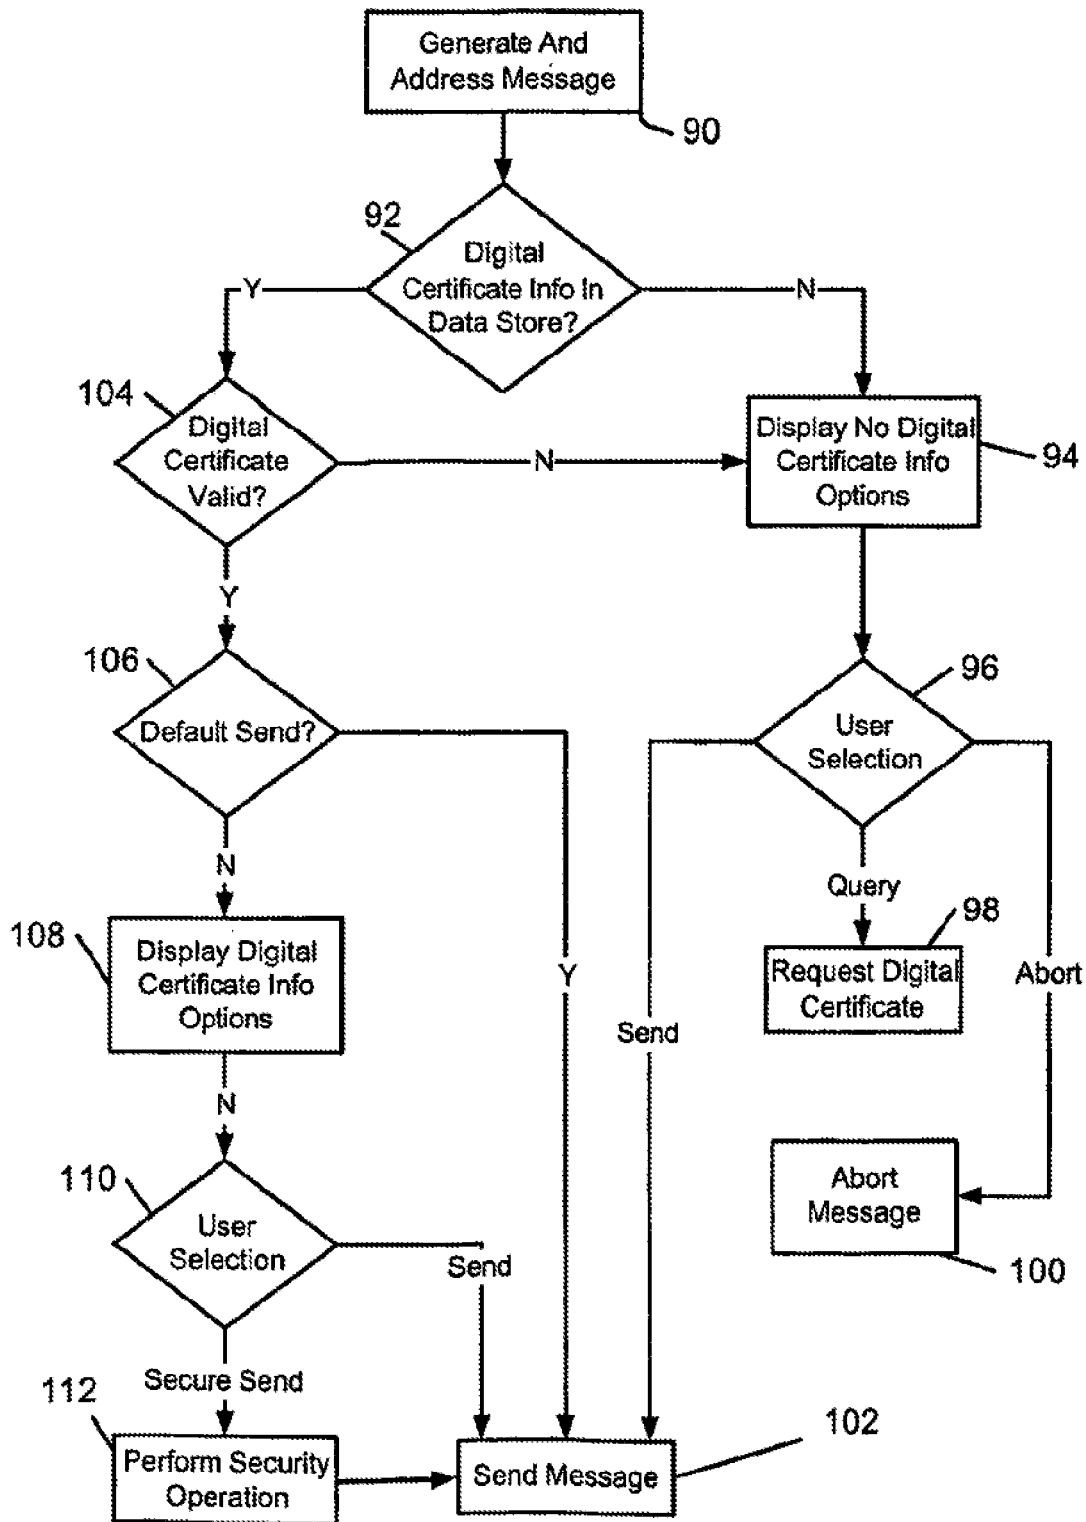 Generate And
Address Message
90
92
Digital
Certificate Info In
Data Store?
Y
N
104
Digital
Certificate
Valid?
N
Display No Digital
Certificate Info
Options
94
Y
106
Default Send?
96
User
Selection
N
Query
98
108
Display Digital
Certificate Info
Options
Y
Request Digital
Certificate
Abort
Send
N
110
User
Selection
Send
Abort
Message
100
Secure Send
112
Perform Security
Operation
Send Message
102